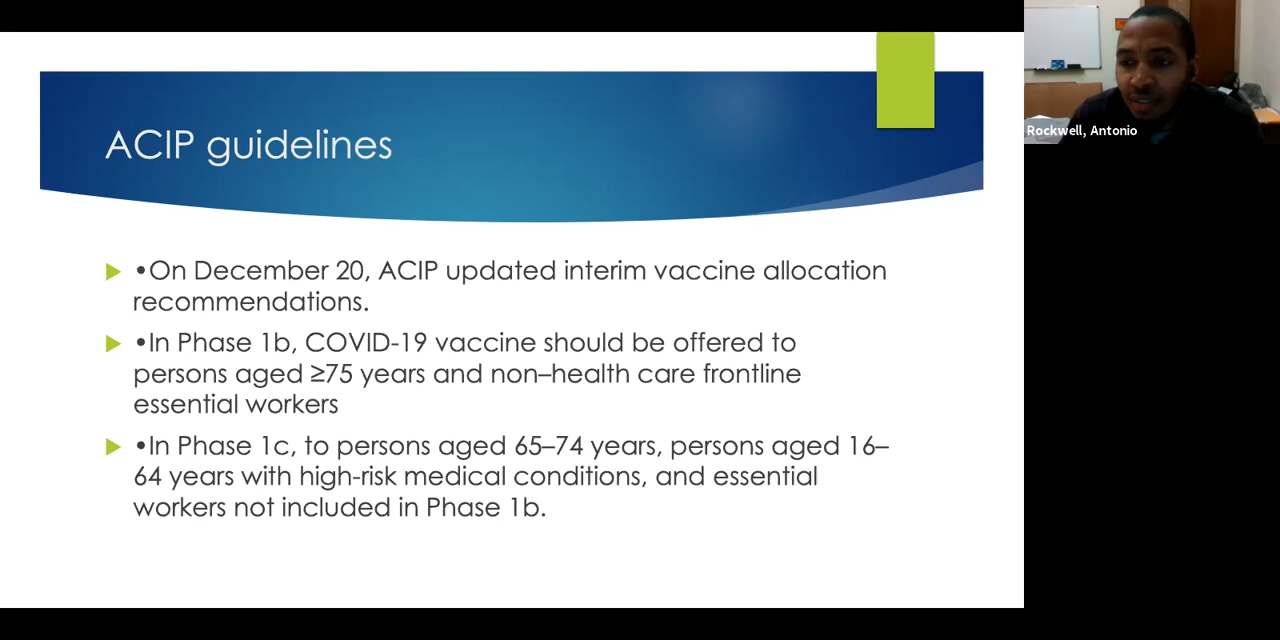 ACIP guidelines
•On December 20, ACIP updated interim vaccine allocation
recommendations.
•In Phase 1b, COVID-19 vaccine should be offered to
persons aged ≥75 years and non–health care frontline
essential workers
•In Phase 1c, to persons aged 65–74 years, persons aged 16–
64 years with high-risk medical conditions, and essential
workers not included in Phase 1b.
Rockwell, Antonio